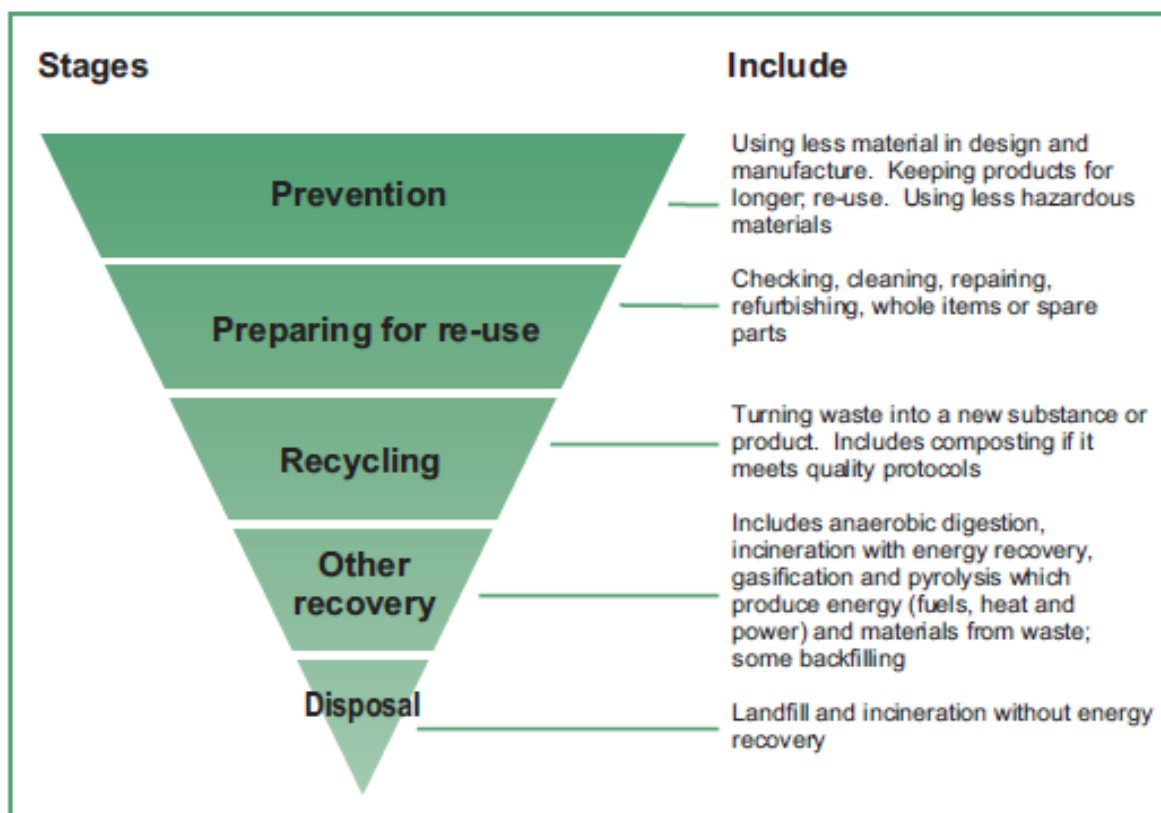 Stages
Include
Prevention
Using less material in design and
manufacture. Keeping products for
longer; re-use. Using less hazardous
materials
Preparing for re-use
Checking, cleaning, repairing,
refurbishing, whole items or spare
parts
Recycling
Turning waste into a new substance or
product. Includes composting if it
meets quality protocols
Other
recovery
Includes anaerobic digestion,
incineration with energy recovery,
gasification and pyrolysis which
produce energy (fuels, heat and
power) and materials from waste;
some backfilling
Disposal
Landfill and incineration without energy
recovery